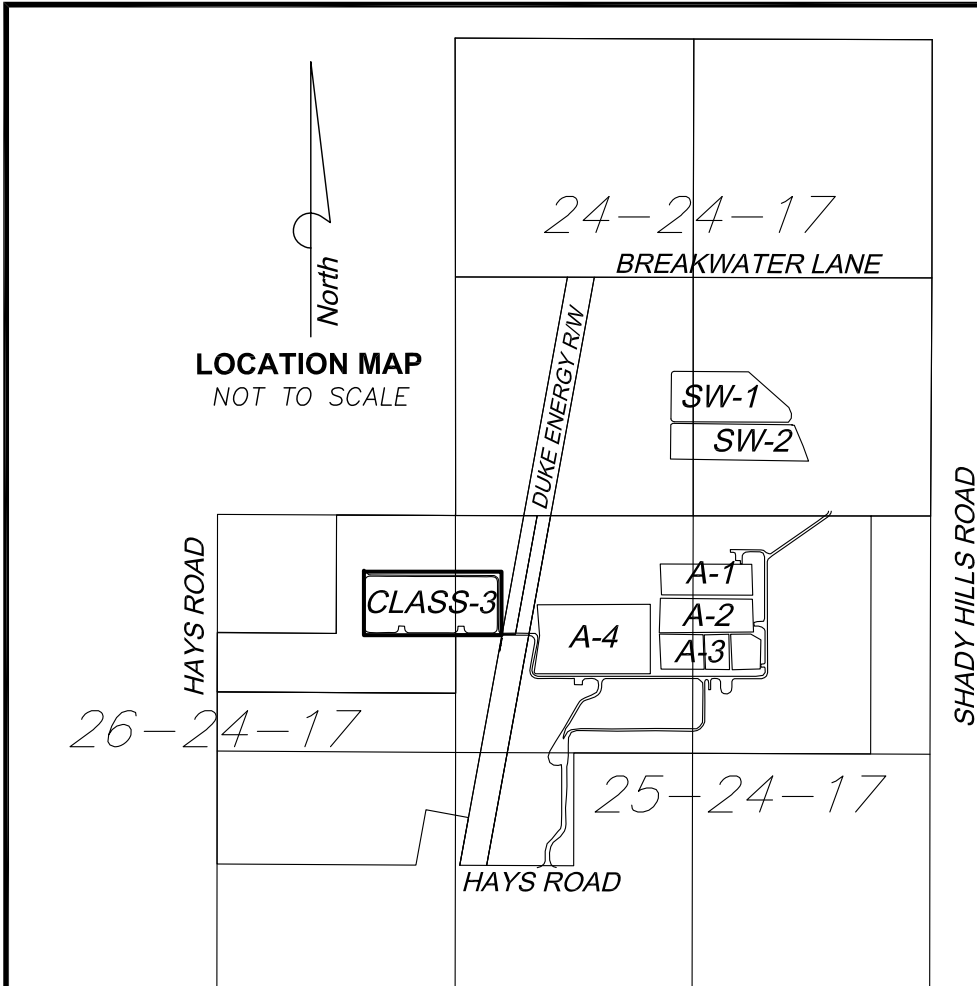 24-24-17
BREAKWATER LANE
North
LOCATION MAP
NOT TO SCALE
DUKE ENERGY R/W
SW-1
SW-2
SHADY HILLS ROAD
HAYS ROAD
CLASS-3
A-1
A-2
A-3
A-4
26-24-17
25-24-17
HAYS ROAD